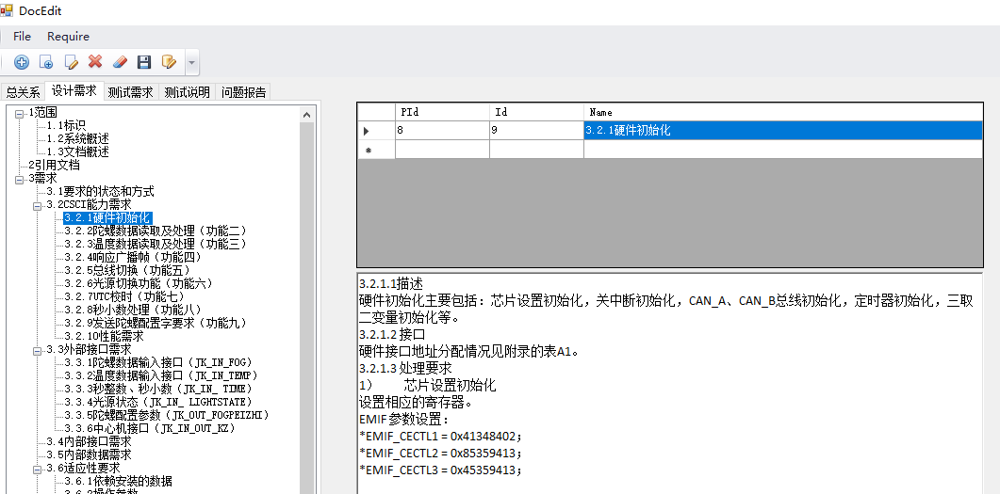 DocEdit
File Require
总关系 设计需求 测试需求 测试说明 问题报告
1范围
1.1标识
1.2系统概述
1.3文档概述
2引用文档
3需求
3.1要求的状态和方式
3.2CSCI能力需求
3.2.1硬件初始化
3.2.2陀螺数据读取及处理(功能二)
3.2.3温度数据读取及处理(功能三)
3.2.4响应广播帧(功能四)
3.2.5总线切换(功能五)
3.2.6光源切换功能(功能六)
3.2.7UTC校时(功能七)
3.2.8秒小数处理(功能八)
3.2.9发送陀螺配置字要求(功能九)
3.2.10性能需求
3.3外部接口需求
3.3.1陀螺数据输入接口(JK_IN_FOG)
3.3.2温度数据输入接口(JK_IN_TEMP)
3.3.3秒整数、秒小数(JK_IN_ TIME)
3.3.4光源状态(JK_IN_ LIGHTSTATE)
3.3.5陀螺配置参数(JK_OUT_FOGPEIZHI)
3.3.6中心机接口(JK_IN_OUT_KZ)
3.4内部接口需求
3.5内部数据需求
3.6适应性要求
3.6.1依赖安装的数据
3.6.2操作参数
PId Id Name
8 9 3.2.1硬件初始化
3.2.1.1描述
硬件初始化主要包括：芯片设置初始化，关中断初始化，CAN_A、CAN_B总线初始化，定时器初始化，三取
二变量初始化等。
3.2.1.2 接口
硬件接口地址分配情况见附录的表A1。
3.2.1.3 处理要求
1） 芯片设置初始化
设置相应的寄存器。
EMIF 参数设置：
*EMIF_CECTL1 = 0x41348402；
*EMIF_CECTL2 = 0x85359413；
*EMIF_CECTL3 = 0x45359413；